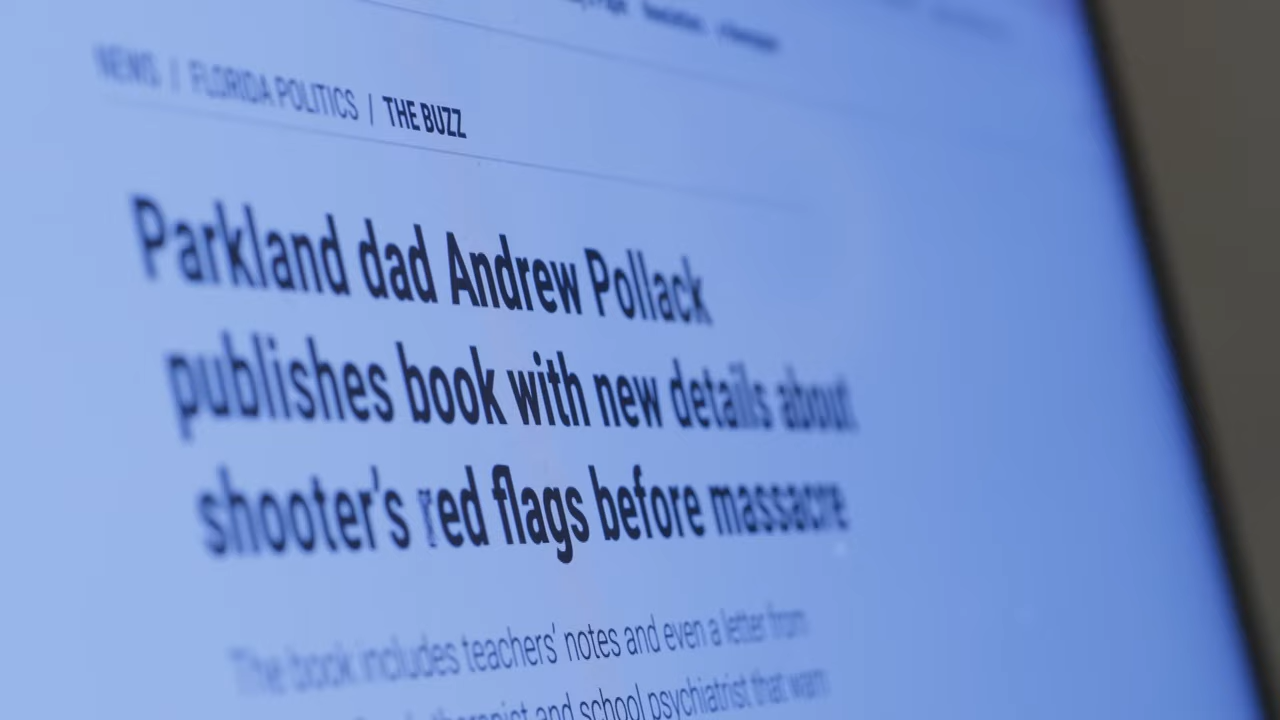 NEWS / FLORIDA POLITICS / THE BUZZ
Parkland dad Andrew Pollack
publishes book with new details about
shooter's red flags before massacre
The book includes teachers' notes and even a letter from
therapist and school psychiatrist that warn